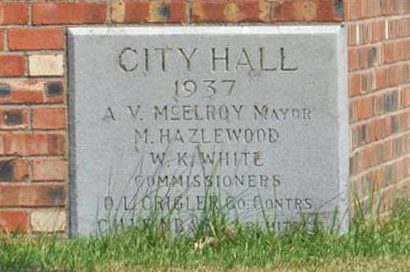 CITY HALL
1937
A. V. McELROY MAYOR
M. HAZLEWOOD
W. K. WHITE
COMMISSIONERS
O. L. CRIGLER CO. CONTRS